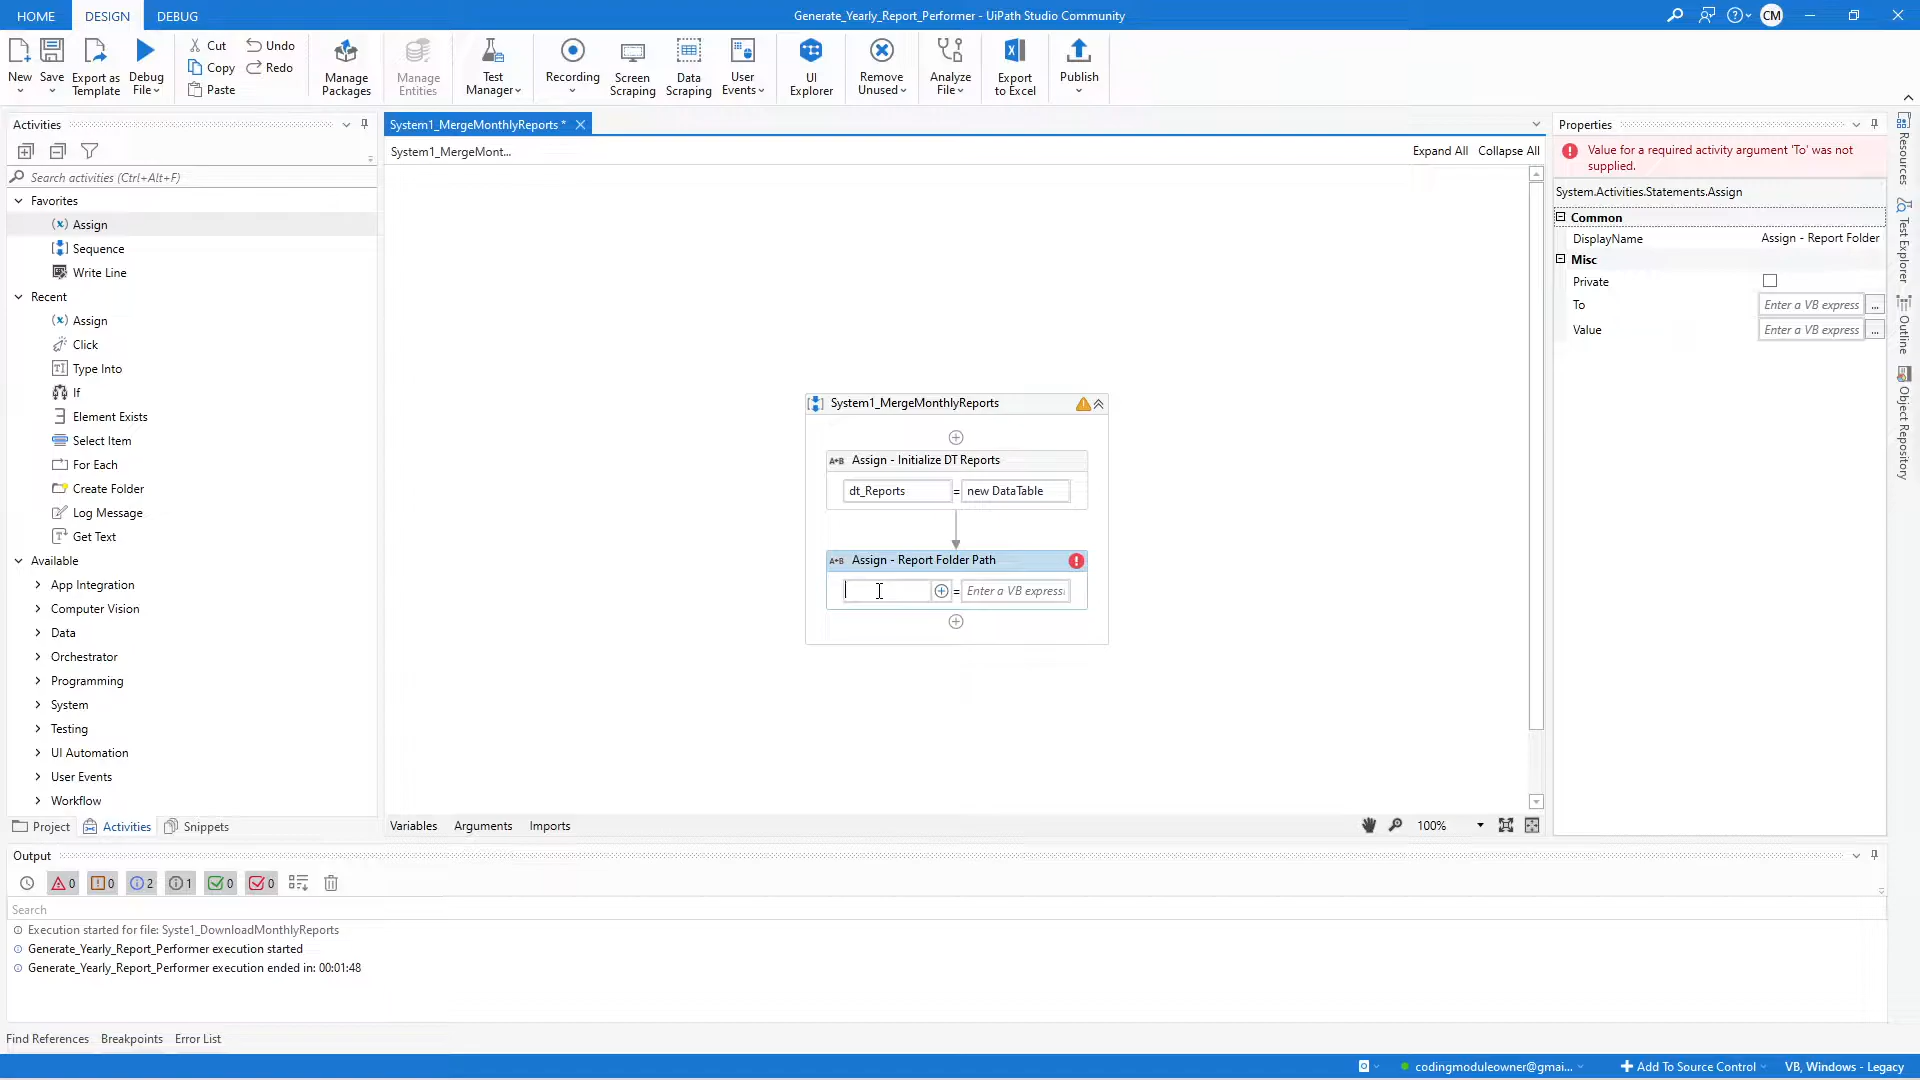 HOME
DESIGN
DEBUG
Generate_Yearly_Report_Performer - UiPath Studio Community
CM
New
Save
Export as
Template
Debug
File
Cut
Copy
Paste
Undo
Redo
Manage
Packages
Manage
Entities
Test
Manager
Recording
Screen
Scraping
Data
Scraping
User
Events
UI
Explorer
Remove
Unused
Analyze
File
Export
to Excel
Publish
Activities
Search activities (Ctrl+Alt+F)
Favorites
Assign
Sequence
Write Line
Recent
Assign
Click
Type Into
If
Element Exists
Select Item
For Each
Create Folder
Log Message
Get Text
Available
App Integration
Computer Vision
Data
Orchestrator
Programming
System
Testing
UI Automation
User Events
Workflow
Project
Activities
Snippets
System1_MergeMonthlyReports *
System1_MergeMont...
Expand All
Collapse All
System1_MergeMonthlyReports
A*B Assign - Initialize DT Reports
dt_Reports = new DataTable
A*B Assign - Report Folder Path
= Enter a VB expressi
Variables
Arguments
Imports
100%
Properties
Value for a required activity argument 'To' was not
supplied.
System.Activities.Statements.Assign
Common
DisplayName Assign - Report Folder
Misc
Private
To Enter a VB express ...
Value Enter a VB express ...
Resources
Test Explorer
Outline
Object Repository
Output
0 0 2 1 0 0
Search
Execution started for file: Syste1_DownloadMonthlyReports
Generate_Yearly_Report_Performer execution started
Generate_Yearly_Report_Performer execution ended in: 00:01:48
Find References
Breakpoints
Error List
codingmoduleowner@gmai...
Add To Source Control
VB, Windows - Legacy